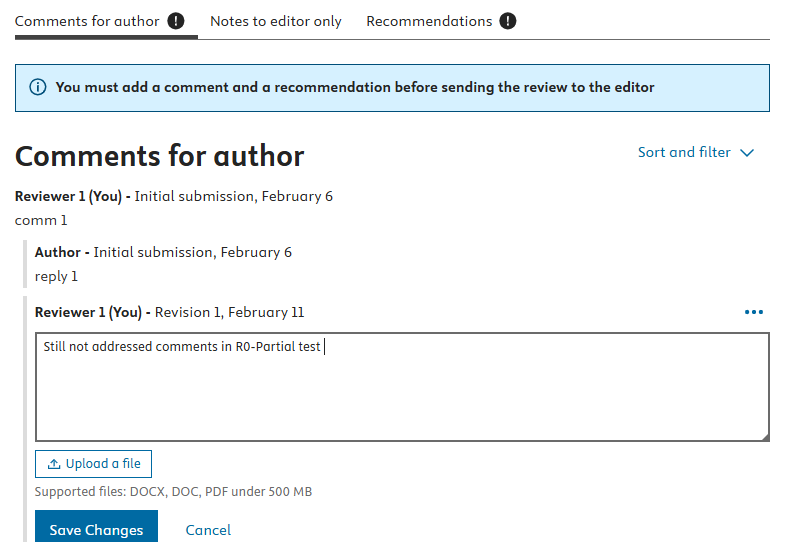 Comments for author ! Notes to editor only Recommendations !
You must add a comment and a recommendation before sending the review to the editor
Comments for author Sort and filter
Reviewer 1 (You) - Initial submission, February 6
comm 1
Author - Initial submission, February 6
reply 1
Reviewer 1 (You) - Revision 1, February 11
Still not addressed comments in R0-Partial test
Upload a file
Supported files: DOCX, DOC, PDF under 500 MB
Save Changes Cancel